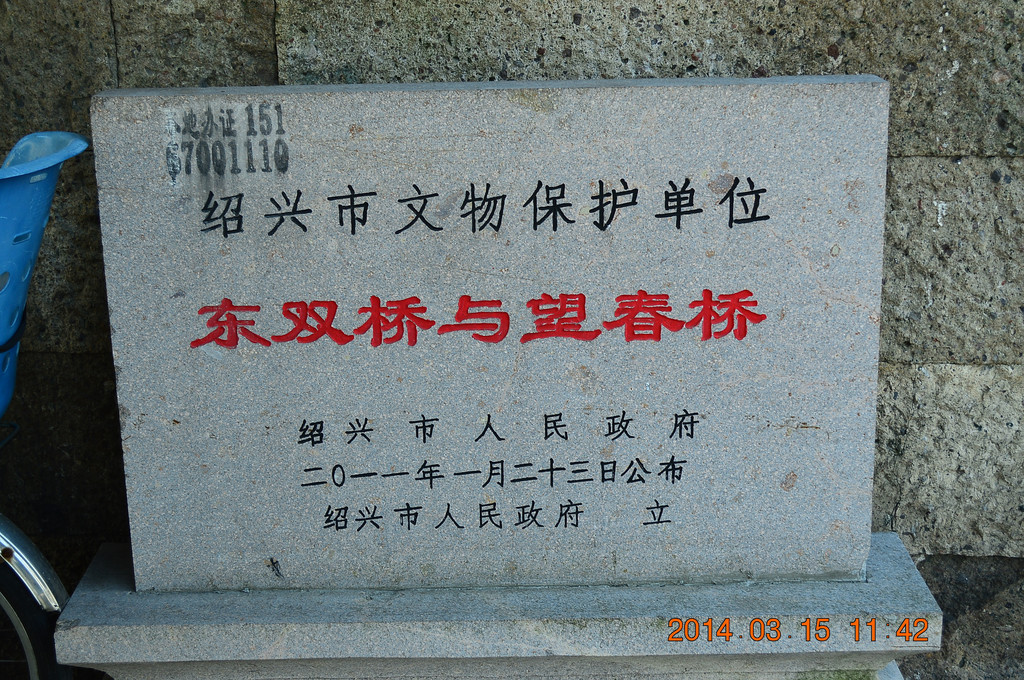 地办证 151
7001110
绍兴市文物保护单位
东双桥与望春桥
绍兴市人民政府
二〇一一年一月二十三日公布
绍兴市人民政府 立
2014.03.15 11:42